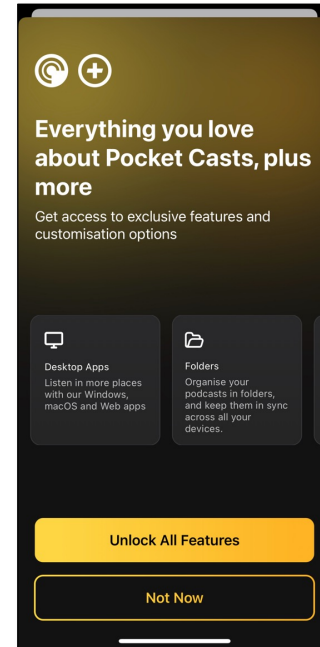 Everything you love
about Pocket Casts, plus
more
Get access to exclusive features and
customisation options
Desktop Apps
Listen in more places
with our Windows,
macOS and Web apps
Folders
Organise your
podcasts in folders,
and keep them in sync
across all your
devices.
Unlock All Features
Not Now